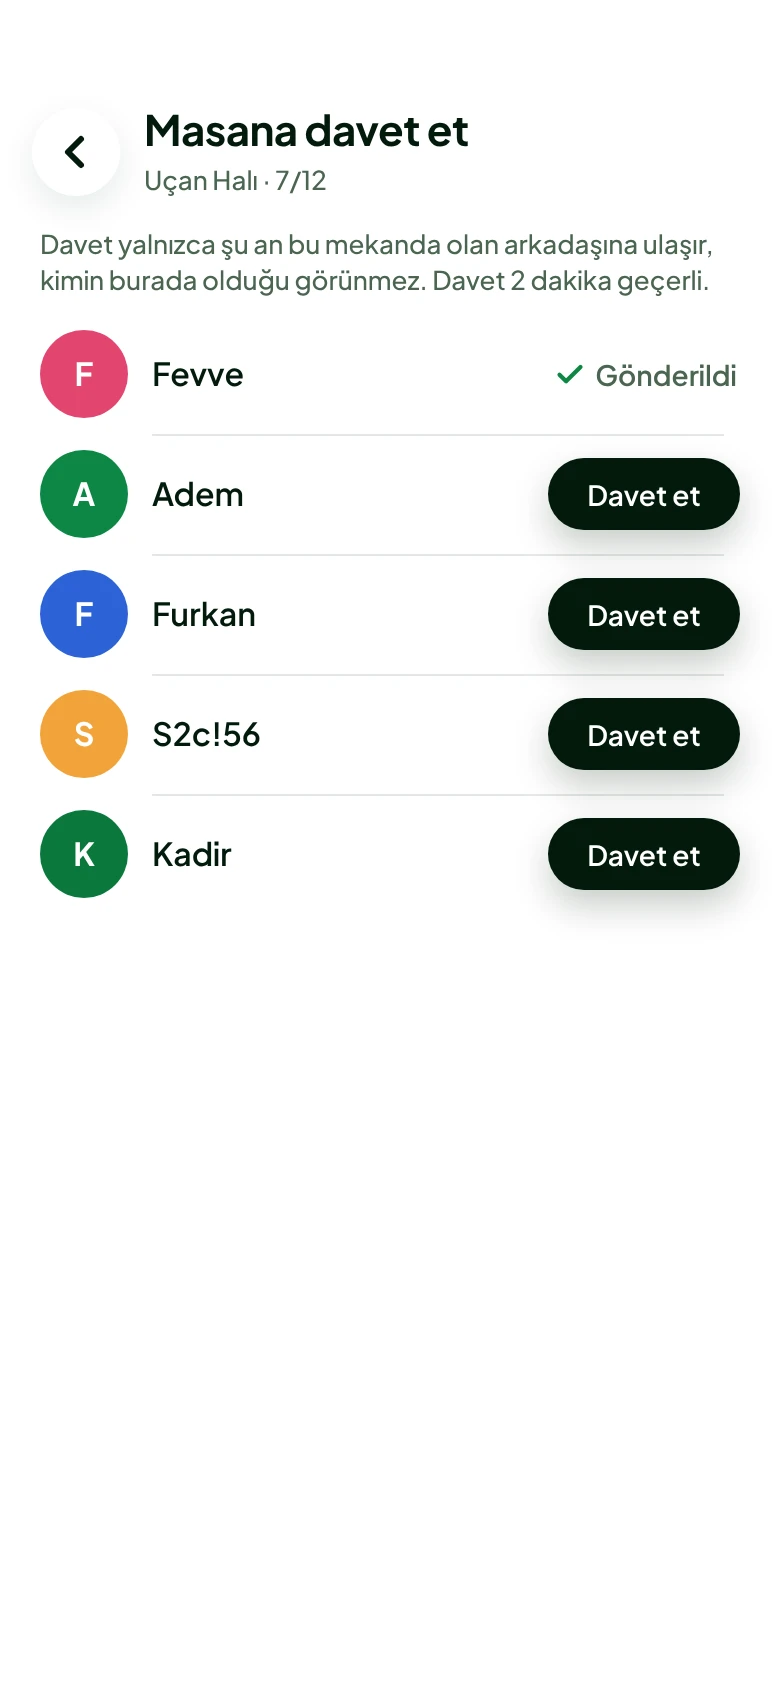 Masana davet et
Uçan Halı · 7/12
Davet yalnızca şu an bu mekanda olan arkadaşına ulaşır,
kimin burada olduğu görünmez. Davet 2 dakika geçerli.
F Fevve Gönderildi
A Adem Davet et
F Furkan Davet et
S S2c!56 Davet et
K Kadir Davet et